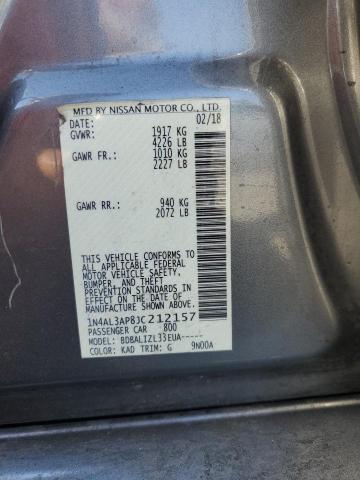 MFD BY NISSAN MOTOR CO., LTD.
DATE: 02/18
GVWR: 1917 KG
4226 LB
GAWR FR.: 1010 KG
2227 LB
GAWR RR.: 940 KG
2072 LB
THIS VEHICLE CONFORMS TO
ALL APPLICABLE FEDERAL
MOTOR VEHICLE SAFETY,
BUMPER, AND THEFT
PREVENTION STANDARDS IN
EFFECT ON THE DATE OF
MANUFACTURE SHOWN ABOVE.
1N4AL3AP8JC212157
PASSENGER CAR 800
MODEL: BDBALIZL33EUA-----
COLOR: KAD TRIM: G 9N00A